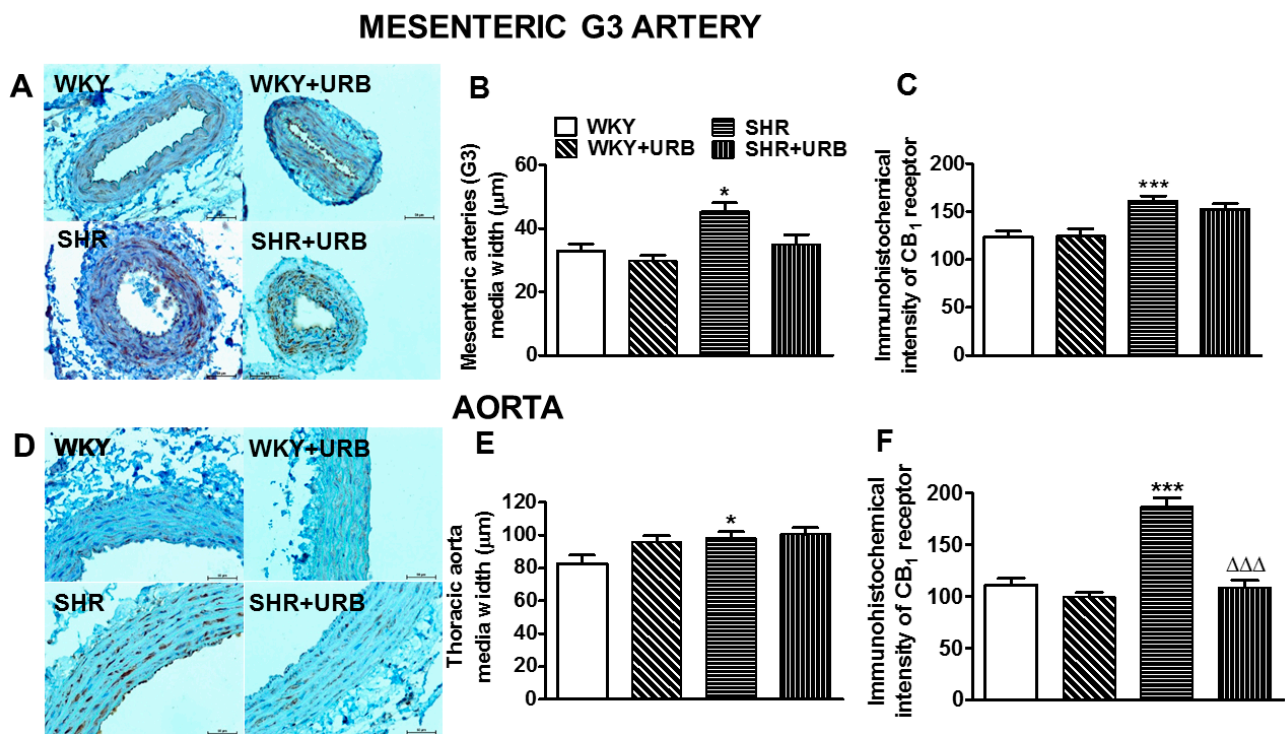 MESENTERIC G3 ARTERY
A
WKY
WKY+URB
SHR
SHR+URB
B
WKY
SHR
WKY+URB
SHR+URB
Mesenteric arteries (G3)
media width (μm)
60
40
20
0
*
C
Immunohistochemical
intensity of CB1 receptor
200
150
100
50
0
***
AORTA
D
WKY
WKY+URB
SHR
SHR+URB
E
Thoracic aorta
media width (μm)
120
100
80
60
40
20
0
*
F
Immunohistochemical
intensity of CB1 receptor
200
150
100
50
0
***
ΔΔΔ